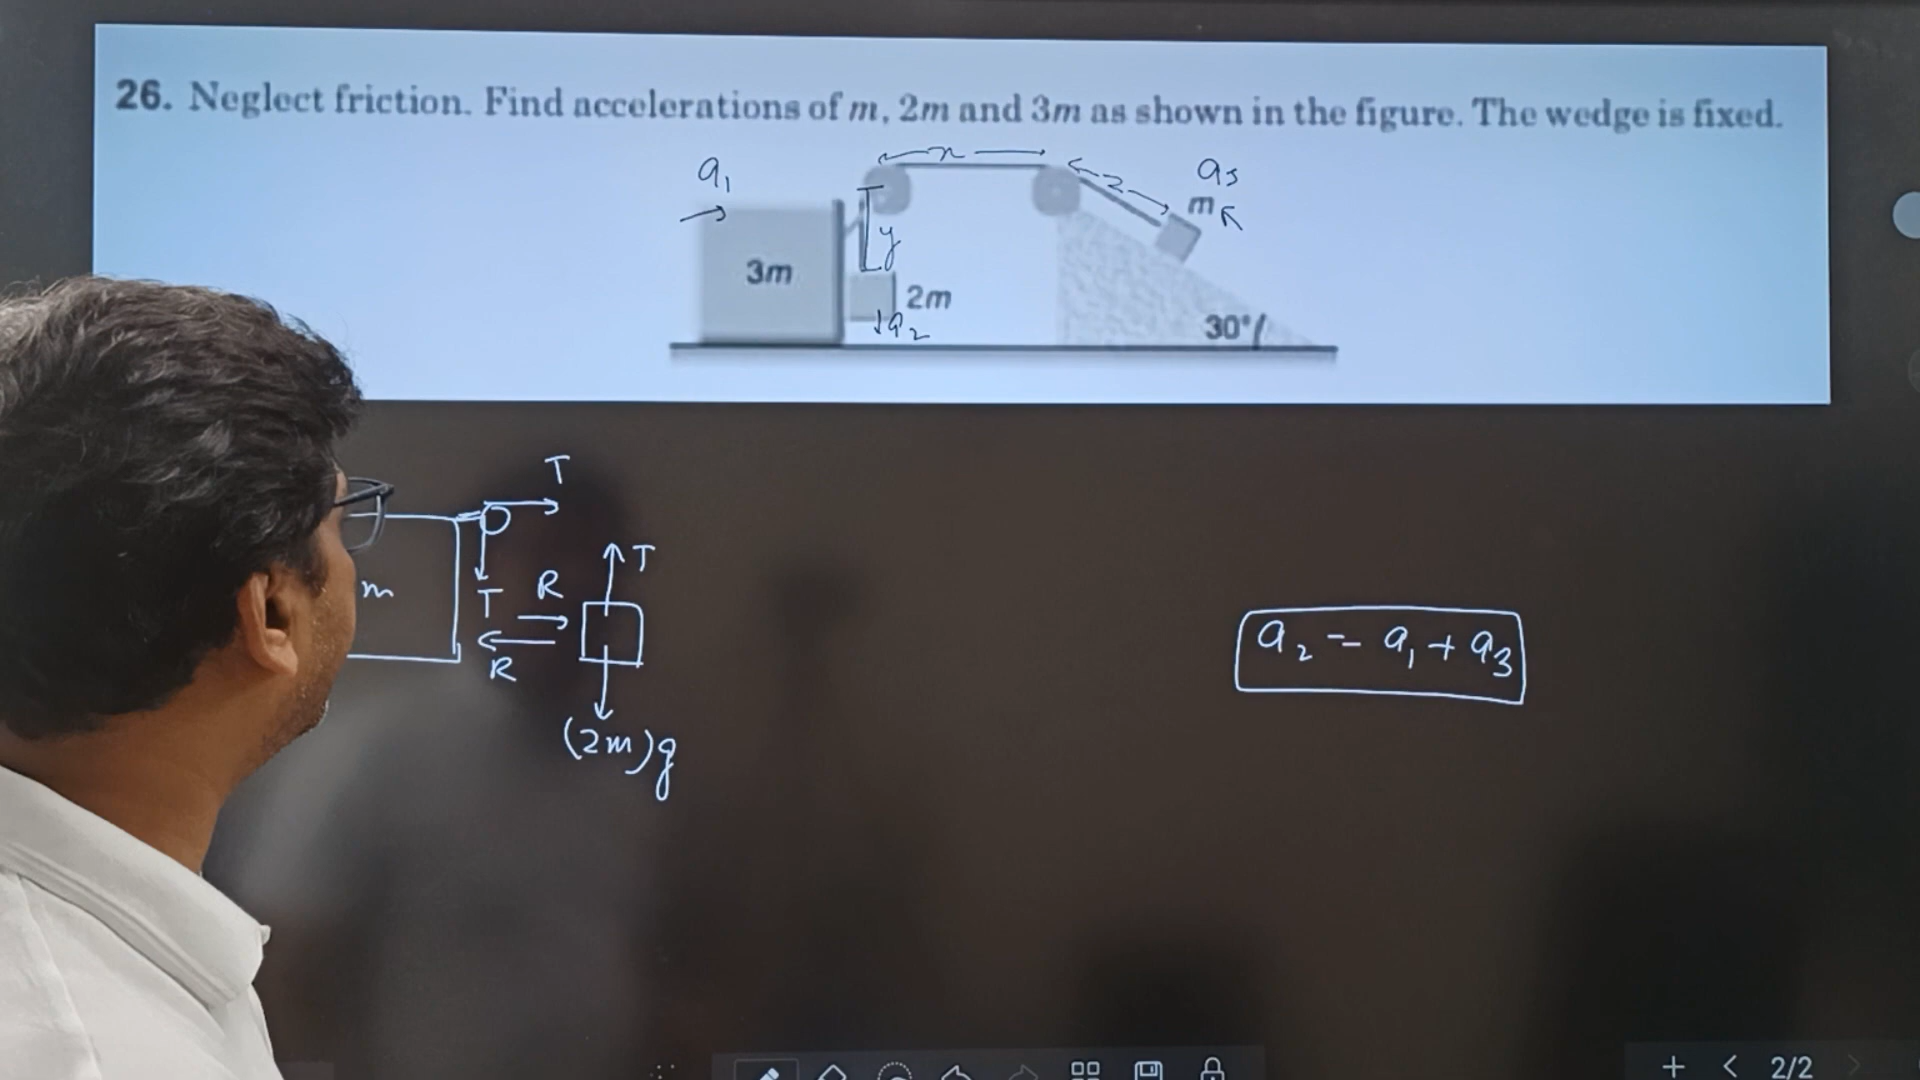 26. Neglect friction. Find accelerations of m, 2m and 3m as shown in the figure. The wedge is fixed.
x
a₁
2
a₃
m
y
3m
2m
a₂
30°
T
T
R
m
T
R
a₂ = a₁ + a₃
(2m)g
+ < 2/2 >